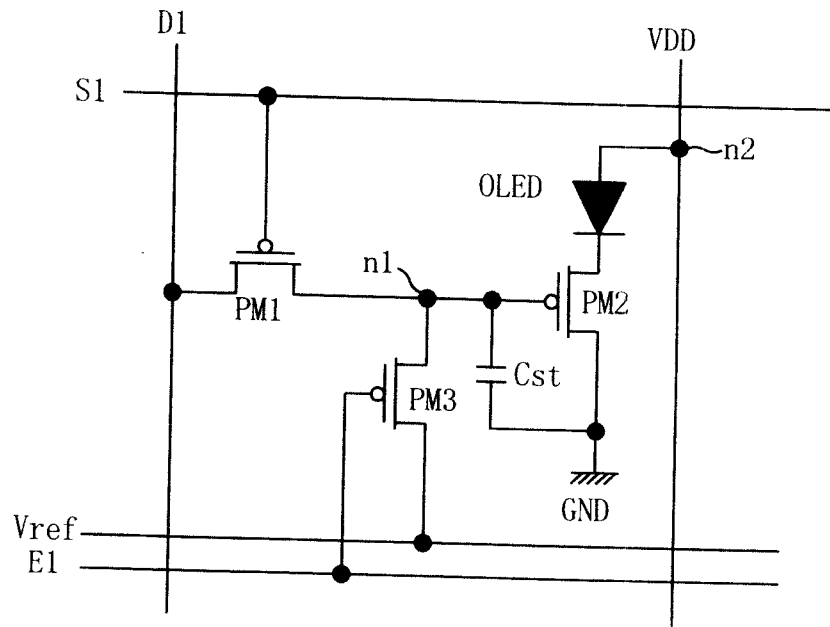 D1
VDD
S1
n2
OLED
n1
PM1
PM2
PM3
Cst
GND
Vref
E1